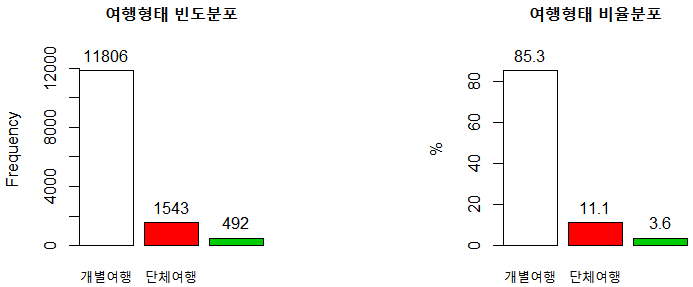 여행형태 빈도분포
Frequency
12000
8000
4000
0
11806
1543
492
개별여행
단체여행
여행형태 비율분포
%
80
60
40
20
0
85.3
11.1
3.6
개별여행
단체여행